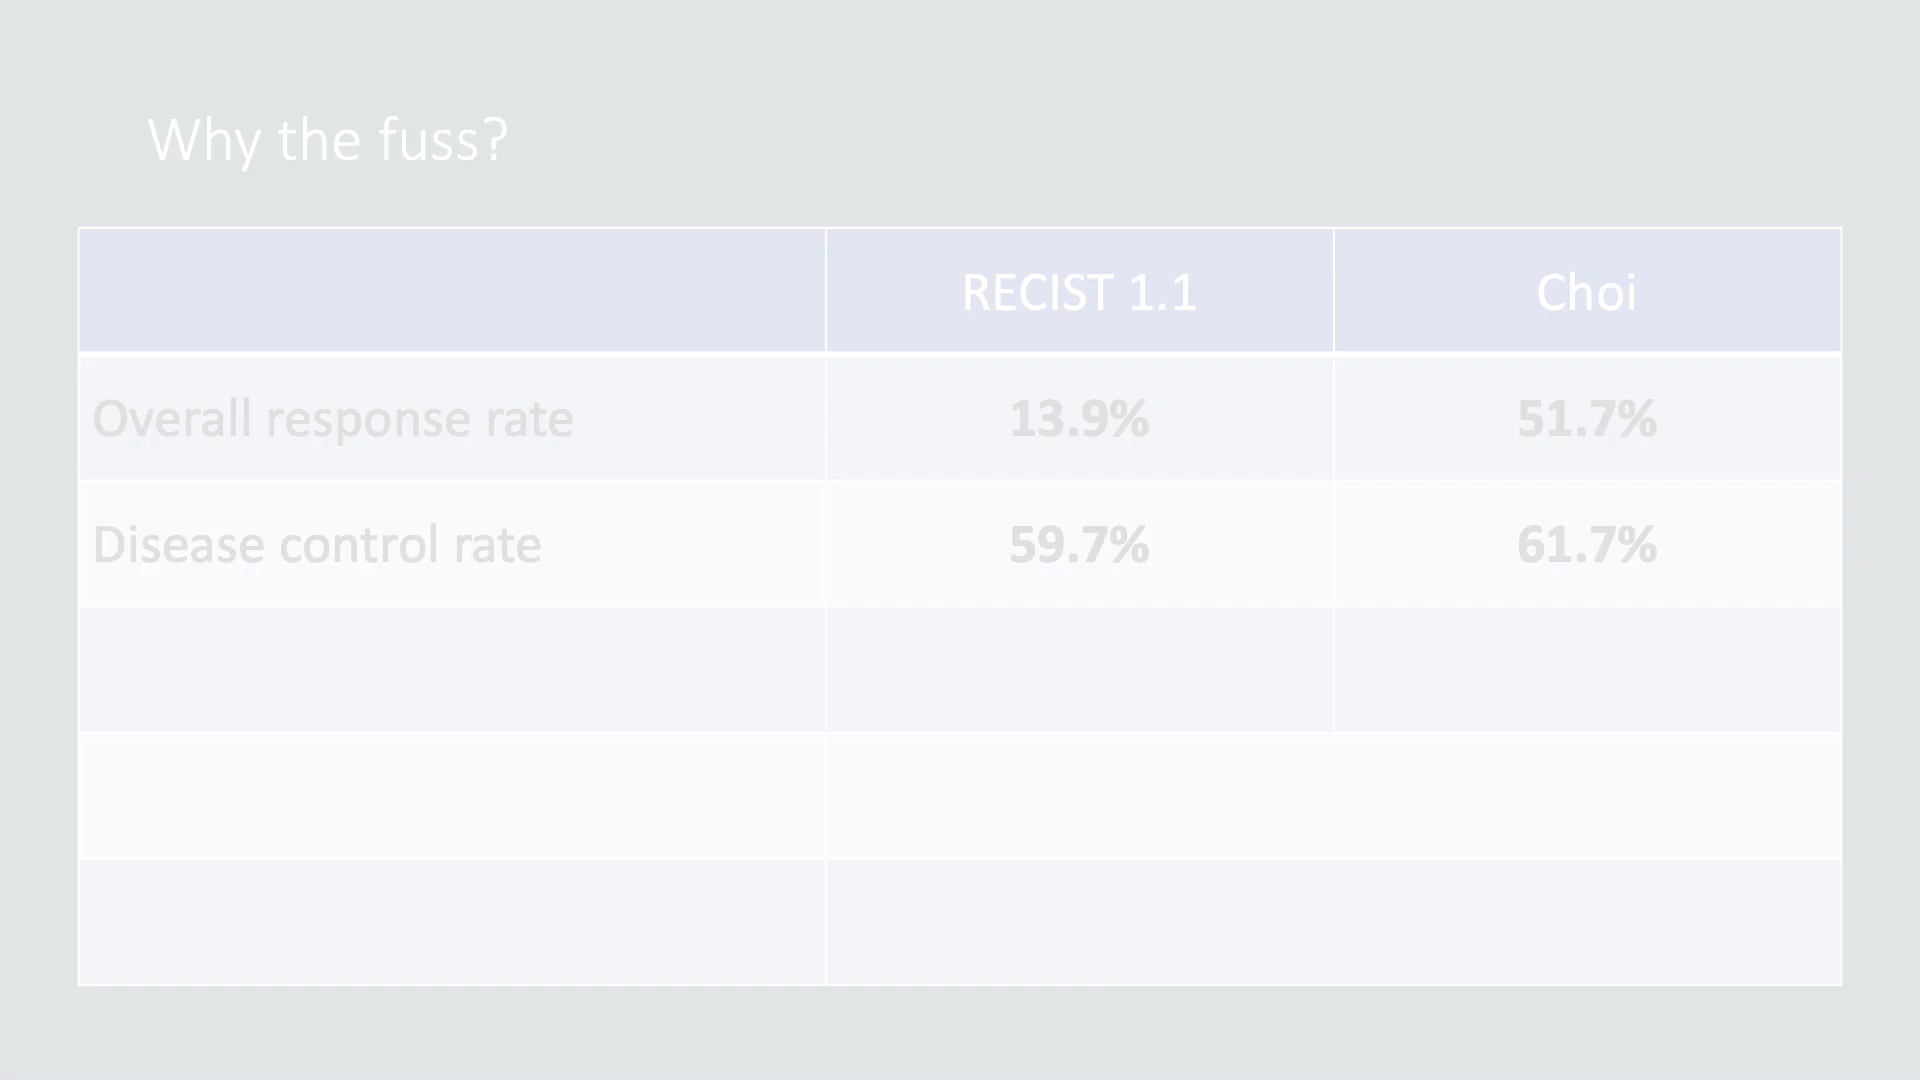 Why the fuss?
RECIST 1.1 Choi
Overall response rate 13.9% 51.7%
Disease control rate 59.7% 61.7%